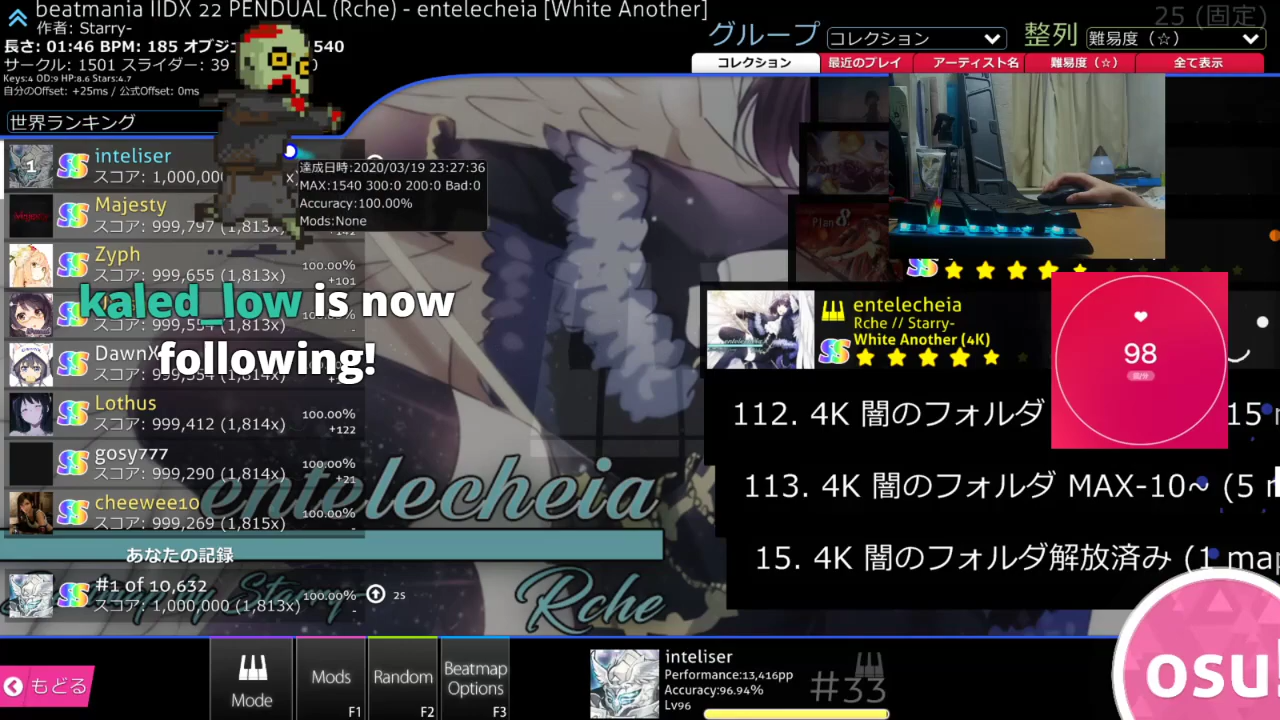 beatmania IIDX 22 PENDUAL (Rche) - entelecheia [White Another]
作者: Starry-
長さ: 01:46 BPM: 185 オブジ
540
サークル: 1501 スライダー: 39
0
Keys:4 OD:9 HP:8.6 Stars:4.7
自分のOffset: +25ms / 公式Offset: 0ms
25 (固定)
グループ コレクション 整列 難易度（☆）
コレクション 最近のプレイ アーティスト名 難易度（☆） 全て表示
世界ランキング
1 inteliser
スコア: 1,000,00
達成日時:2020/03/19 23:27:36
MAX:1540 300:0 200:0 Bad:0
Accuracy:100.00%
Mods:None
Majesty
スコア: 999,797 (1,813x)
Zyph
スコア: 999,655 (1,813x)
100.00%
+101
kaled_low is now
following!
DawnX
Lothus
スコア: 999,412 (1,814x)
100.00%
+122
gosy777
スコア: 999,290 (1,814x)
100.00%
+21
cheewee10
スコア: 999,269 (1,815x)
100.00%
-
あなたの記録
#1 of 10,632
スコア: 1,000,000 (1,813x)
100.00%
-
2s
entelecheia
Rche
Plan 8
entelecheia
Rche // Starry-
White Another (4K)
98
112. 4K 闇のフォルダ
15
113. 4K 闇のフォルダ MAX-10~ (5
15. 4K 闇のフォルダ解放済み (1 map
もどる
Mode
Mods
F1
Random
F2
Beatmap
Options
F3
inteliser
Performance:13,416pp
Accuracy:96.94%
Lv96
#33
osu!